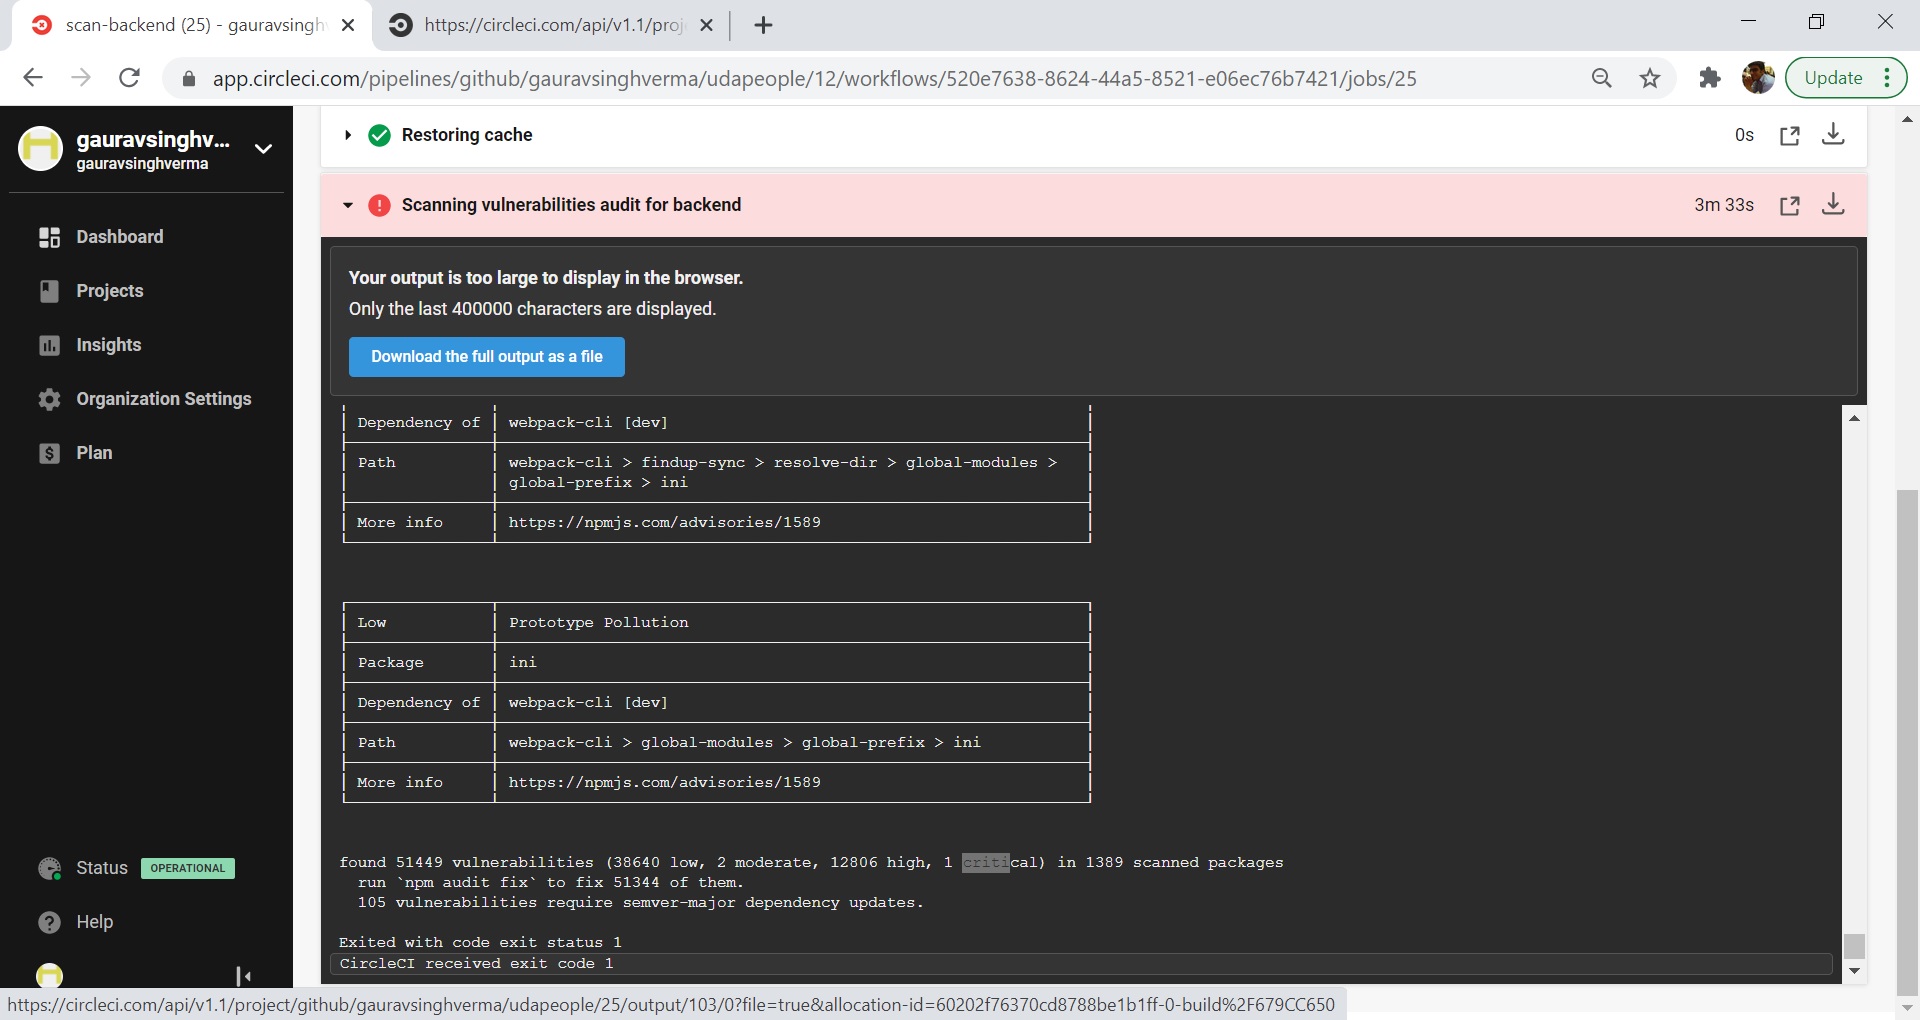 scan-backend (25) - gauravsingh
https://circleci.com/api/v1.1/proj
app.circleci.com/pipelines/github/gauravsinghverma/udapeople/12/workflows/520e7638-8624-44a5-8521-e06ec76b7421/jobs/25
Update
gauravsinghv...
gauravsinghverma
Dashboard
Projects
Insights
Organization Settings
Plan
Status OPERATIONAL
Help
Restoring cache 0s
Scanning vulnerabilities audit for backend 3m 33s
Your output is too large to display in the browser.
Only the last 400000 characters are displayed.
Download the full output as a file
Dependency of webpack-cli [dev]
Path webpack-cli > findup-sync > resolve-dir > global-modules >
global-prefix > ini
More info https://npmjs.com/advisories/1589
Low Prototype Pollution
Package ini
Dependency of webpack-cli [dev]
Path webpack-cli > global-modules > global-prefix > ini
More info https://npmjs.com/advisories/1589
found 51449 vulnerabilities (38640 low, 2 moderate, 12806 high, 1 critical) in 1389 scanned packages
run `npm audit fix` to fix 51344 of them.
105 vulnerabilities require semver-major dependency updates.
Exited with code exit status 1
CircleCI received exit code 1
https://circleci.com/api/v1.1/project/github/gauravsinghverma/udapeople/25/output/103/0?file=true&allocation-id=60202f76370cd8788be1b1ff-0-build%2F679CC650